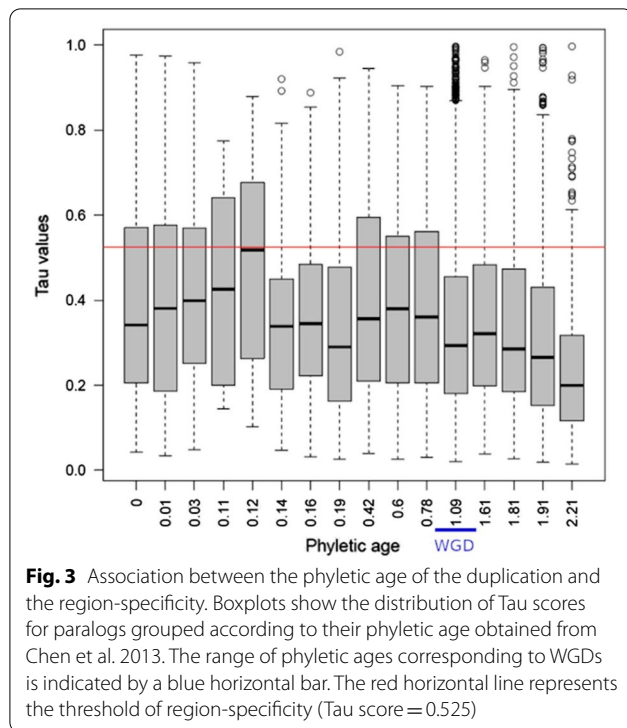 1.0
0.8
0.6
0.4
0.2
0.0
Tau values
0 0.01 0.03 0.11 0.12 0.14 0.16 0.19 0.42 0.6 0.78 1.09 1.61 1.81 1.91 2.21
Phyletic age WGD
Fig. 3 Association between the phyletic age of the duplication and
the region-specificity. Boxplots show the distribution of Tau scores
for paralogs grouped according to their phyletic age obtained from
Chen et al. 2013. The range of phyletic ages corresponding to WGDs
is indicated by a blue horizontal bar. The red horizontal line represents
the threshold of region-specificity (Tau score = 0.525)